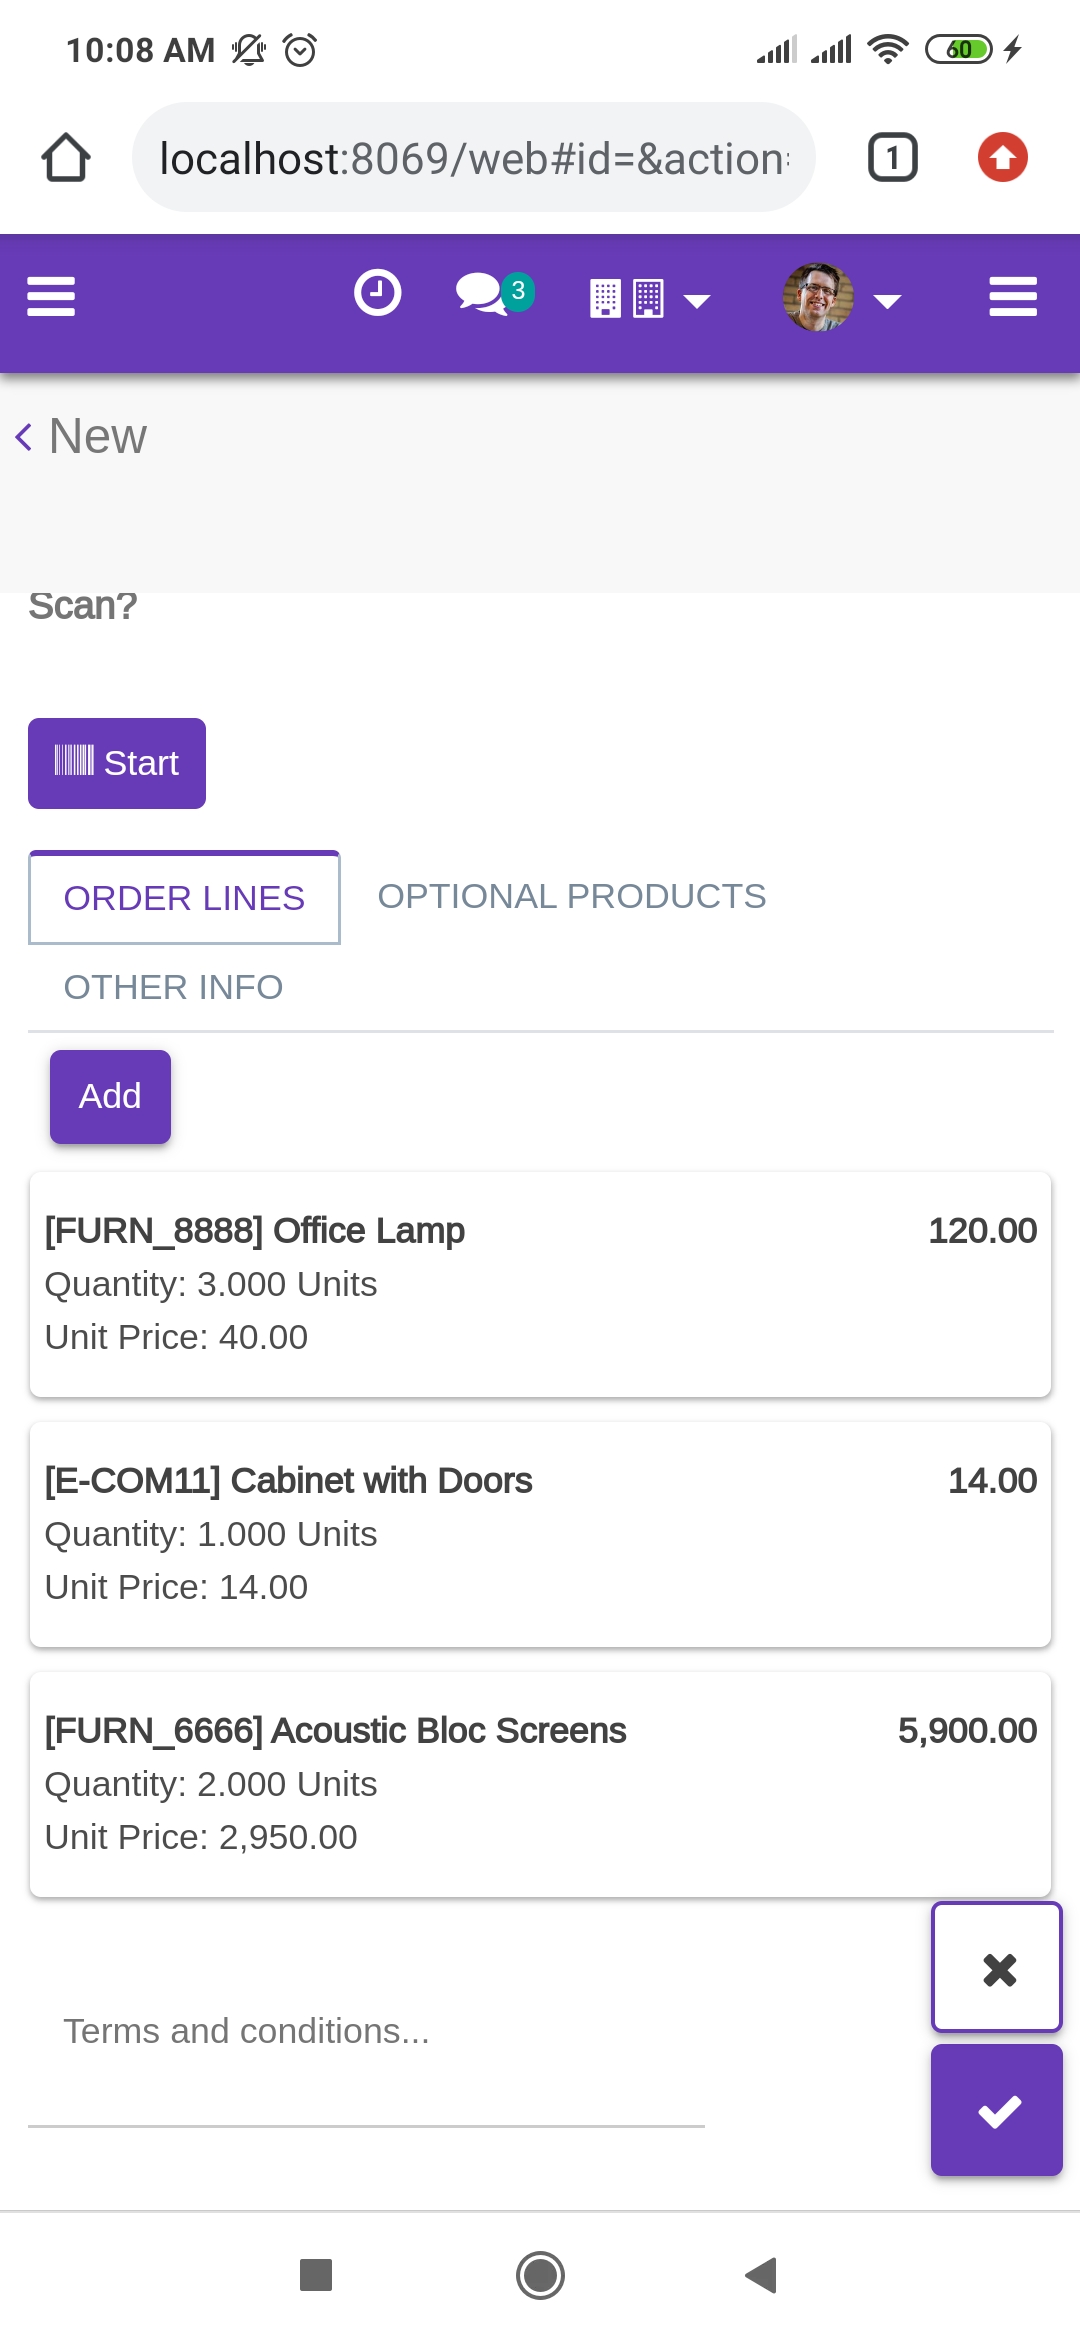 10:08 AM
60
localhost:8069/web#id=&action
1
3
New
Scan?
Start
ORDER LINES
OPTIONAL PRODUCTS
OTHER INFO
Add
[FURN_8888] Office Lamp 120.00
Quantity: 3.000 Units
Unit Price: 40.00
[E-COM11] Cabinet with Doors 14.00
Quantity: 1.000 Units
Unit Price: 14.00
[FURN_6666] Acoustic Bloc Screens 5,900.00
Quantity: 2.000 Units
Unit Price: 2,950.00
Terms and conditions...